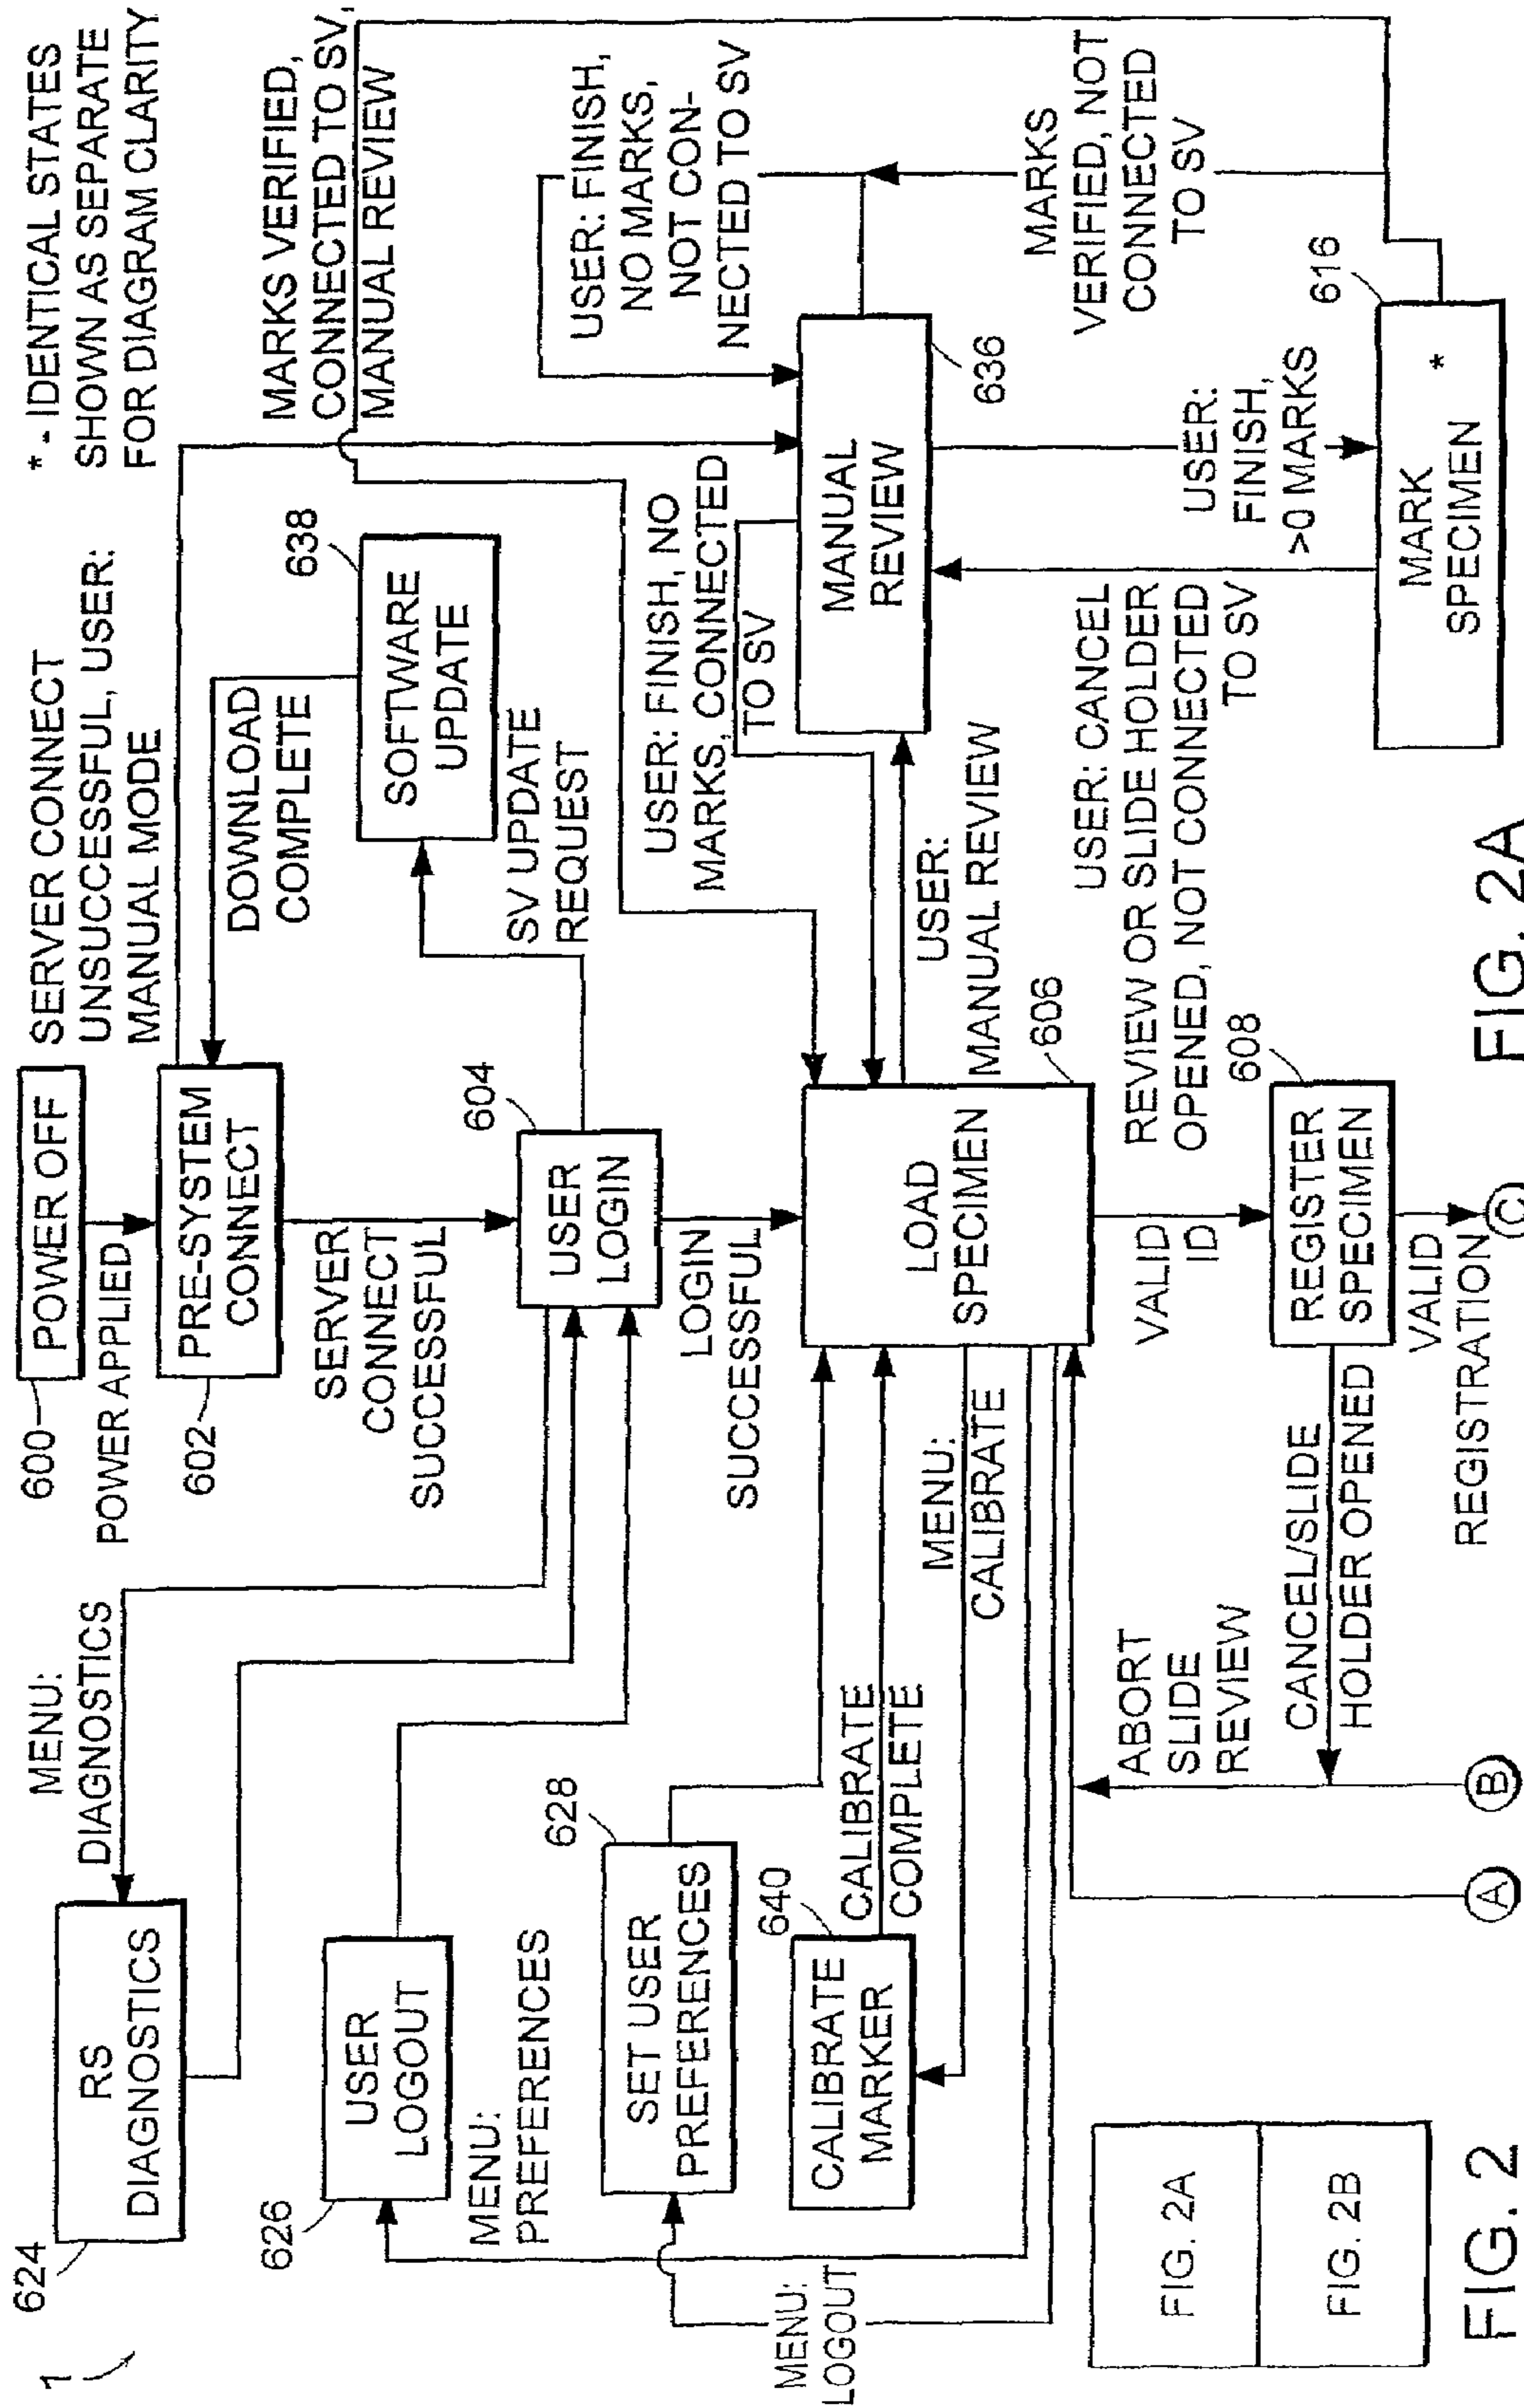 1
* - IDENTICAL STATES
SHOWN AS SEPARATE
FOR DIAGRAM CLARITY
600
POWER OFF
POWER APPLIED
SERVER CONNECT
UNSUCCESSFUL, USER:
MANUAL MODE
602
PRE-SYSTEM
CONNECT
SERVER
CONNECT
SUCCESSFUL
DOWNLOAD
COMPLETE
638
SOFTWARE
UPDATE
SV UPDATE
REQUEST
MARKS VERIFIED,
CONNECTED TO SV,
MANUAL REVIEW
624
RS
DIAGNOSTICS
MENU:
DIAGNOSTICS
604
USER
LOGIN
LOGIN
SUCCESSFUL
626
USER
LOGOUT
MENU:
PREFERENCES
628
SET USER
PREFERENCES
640
CALIBRATE
MARKER
CALIBRATE
COMPLETE
MENU:
CALIBRATE
MENU:
LOGOUT
606
LOAD
SPECIMEN
USER: FINISH, NO
MARKS, CONNECTED
TO SV
USER:
MANUAL REVIEW
636
MANUAL
REVIEW
USER: FINISH,
NO MARKS,
NOT CON-
NECTED TO SV
MARKS
VERIFIED, NOT
CONNECTED
TO SV
USER:
FINISH,
>0 MARKS
USER: CANCEL
REVIEW OR SLIDE HOLDER
OPENED, NOT CONNECTED
TO SV
616
MARK *
SPECIMEN
VALID
ID
608
REGISTER
SPECIMEN
VALID
REGISTRATION
CANCEL/SLIDE
HOLDER OPENED
ABORT
SLIDE
REVIEW
A
B
C
FIG. 2A
FIG. 2B
FIG. 2
FIG. 2A